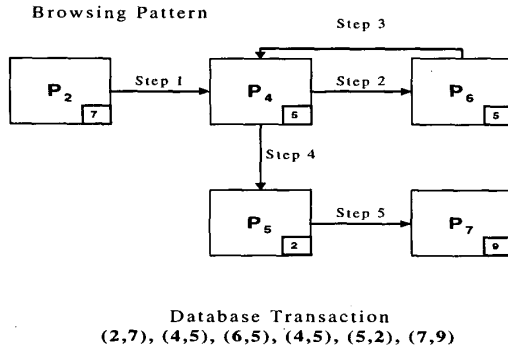 Browsing Pattern
Step 3
P2 7
Step 1
P4 5
Step 2
P6 5
Step 4
P5 2
Step 5
P7 9
Database Transaction
(2,7), (4,5), (6,5), (4,5), (5,2), (7,9)